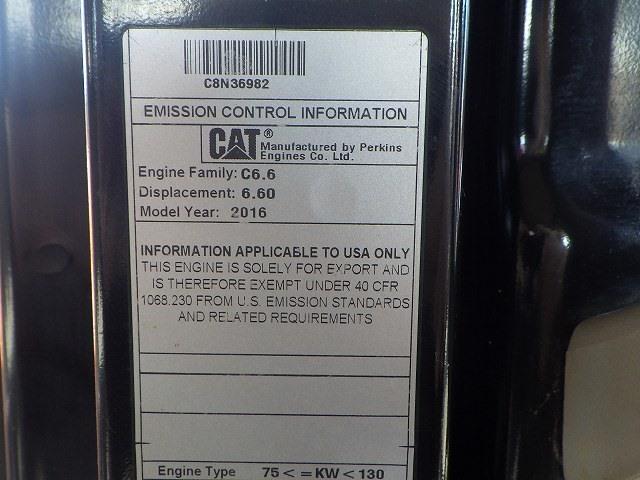 C8N36982
EMISSION CONTROL INFORMATION
CAT® Manufactured by Perkins
Engines Co. Ltd.
Engine Family: C6.6
Displacement: 6.60
Model Year: 2016
INFORMATION APPLICABLE TO USA ONLY
THIS ENGINE IS SOLELY FOR EXPORT AND
IS THEREFORE EXEMPT UNDER 40 CFR
1068.230 FROM U.S. EMISSION STANDARDS
AND RELATED REQUIREMENTS
Engine Type 75 < = KW < 130